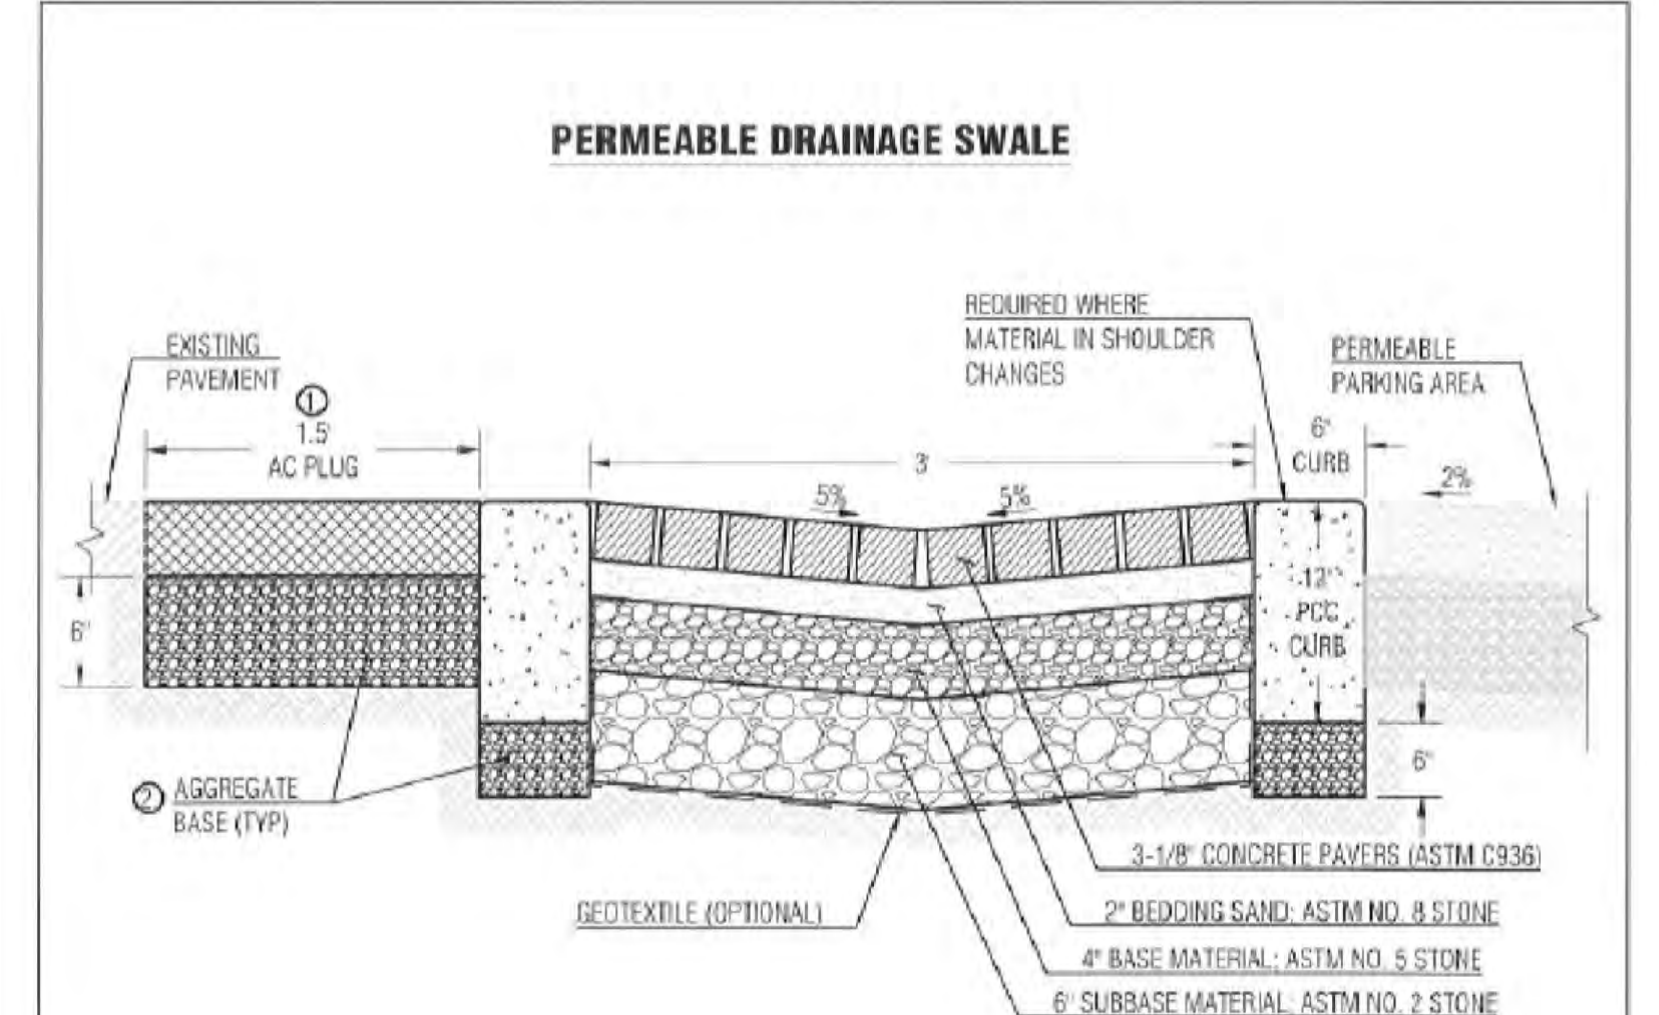 PERMEABLE DRAINAGE SWALE
REQUIRED WHERE
MATERIAL IN SHOULDER
CHANGES
EXISTING
PAVEMENT
PERMEABLE
PARKING AREA
1
1.5'
AC PLUG
3'
6"
CURB
5%
5%
2%
6"
12"
PCC
CURB
6"
2 AGGREGATE
BASE (TYP)
3-1/8" CONCRETE PAVERS (ASTM C936)
GEOTEXTILE (OPTIONAL)
2" BEDDING SAND; ASTM NO. 8 STONE
4" BASE MATERIAL; ASTM NO. 5 STONE
6" SUBBASE MATERIAL; ASTM NO. 2 STONE